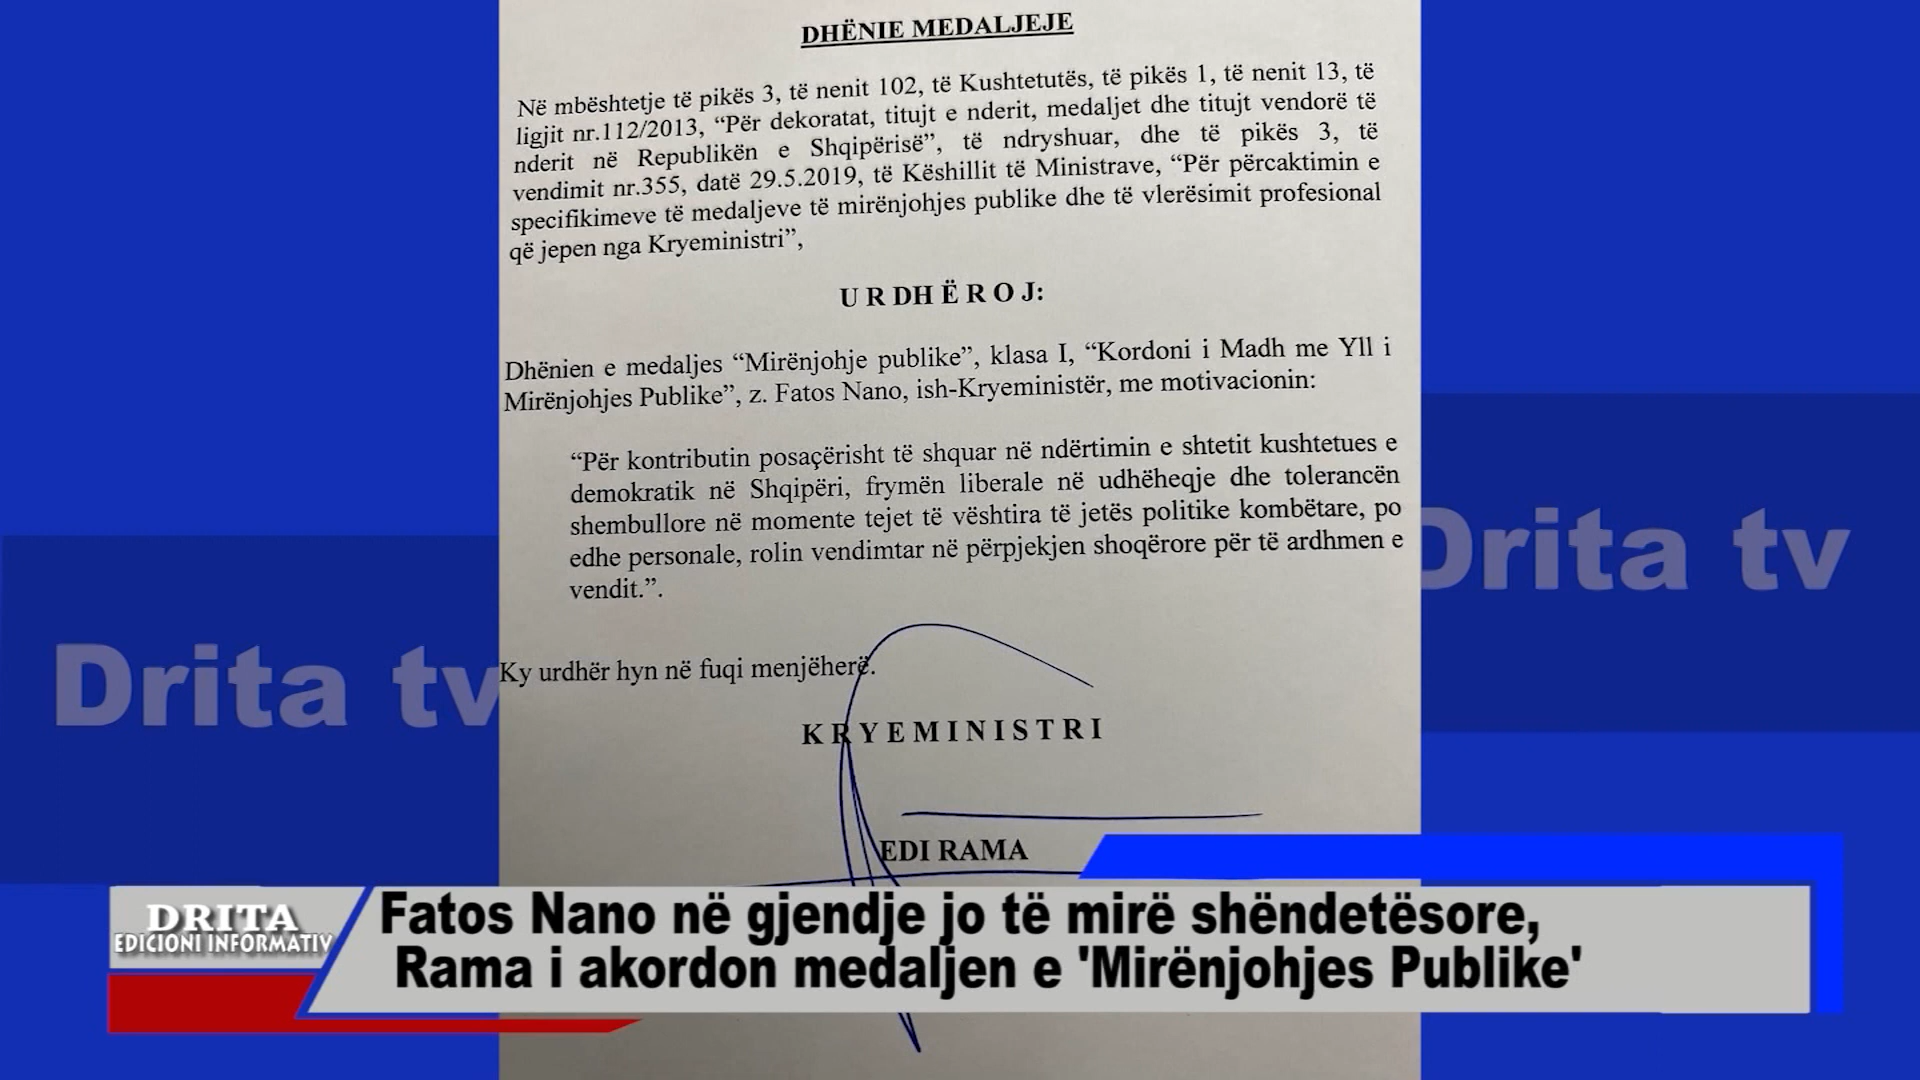 DHËNIE MEDALJEJE
Në mbështetje të pikës 3, të nenit 102, të Kushtetutës, të pikës 1, të nenit 13, të
ligjit nr.112/2013, “Për dekoratat, titujt e nderit, medaljet dhe titujt vendorë të
nderit në Republikën e Shqipërisë”, të ndryshuar, dhe të pikës 3, të
vendimit nr.355, datë 29.5.2019, të Këshillit të Ministrave, “Për përcaktimin e
specifikimeve të medaljeve të mirënjohjes publike dhe të vlerësimit profesional
që jepen nga Kryeministri”,
U R DH Ë R O J:
Dhënien e medaljes “Mirënjohje publike”, klasa I, “Kordoni i Madh me Yll i
Mirënjohjes Publike”, z. Fatos Nano, ish-Kryeministër, me motivacionin:
“Për kontributin posaçërisht të shquar në ndërtimin e shtetit kushtetues e
demokratik në Shqipëri, frymën liberale në udhëheqje dhe tolerancën
shembullore në momente tejet të vështira të jetës politike kombëtare, po
edhe personale, rolin vendimtar në përpjekjen shoqërore për të ardhmen e
vendit.”.
Ky urdhër hyn në fuqi menjëherë.
K R Y E M I N I S T R I
EDI RAMA
Drita tv
Drita tv
DRITA
EDICIONI INFORMATIV
Fatos Nano në gjendje jo të mirë shëndetësore,
Rama i akordon medaljen e 'Mirënjohjes Publike'